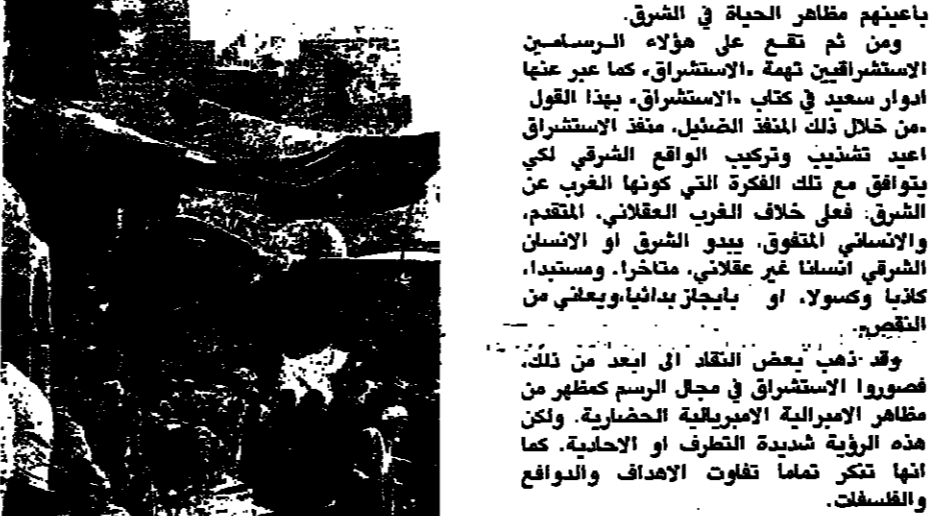 بأعينهم مظاهر الحياة في الشرق.
ومن ثم تقع على هؤلاء الرسامين
الاستشراقيين تهمة «الاستشراق» كما عبر عنها
ادوار سعيد في كتاب «الاستشراق» بهذا القول
«من خلال ذلك المنفذ الضئيل، منفذ الاستشراق
اعيد تشذيب وتركيب الواقع الشرقي لكي
يتوافق مع تلك الفكرة التي كونها الغرب عن
الشرق: فعلى خلاف الغرب العقلاني، المتقدم،
والانساني المتفوق، يبدو الشرق او الانسان
الشرقي انسانا غير عقلاني، متاخرا، ومستبدا،
كاذبا وكسولا، او بايجاز بدائيا، ويعاني من
النقص».
وقد ذهب بعض النقاد الى ابعد من ذلك،
فصوروا الاستشراق في مجال الرسم كمظهر من
مظاهر الامبرالية الامبريالية الحضارية. ولكن
هذه الرؤية شديدة التطرف او الاحادية. كما
انها تنكر تماما تفاوت الاهداف والدوافع
والفلسفات.